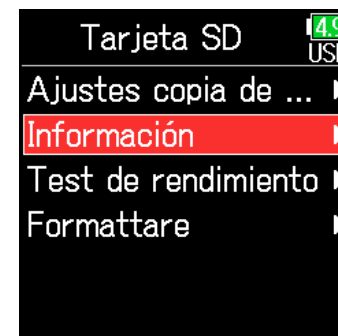 Tarjeta SD
Ajustes copia de ...
Información
Test de rendimiento
Formattare